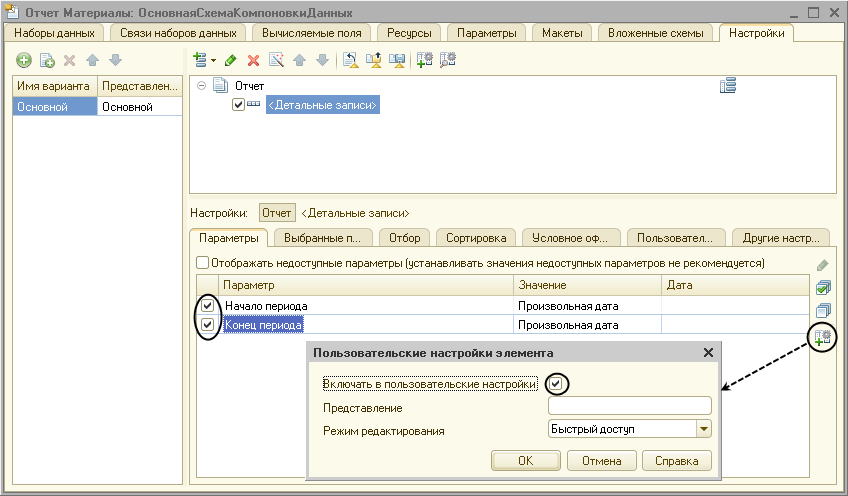 Отчет Материалы: ОсновнаяСхемаКомпоновкиДанных
Наборы данных Связи наборов данных Вычисляемые поля Ресурсы Параметры Макеты Вложенные схемы Настройки
Имя варианта Представлен...
Основной Основной
Отчет
<Детальные записи>
Настройки: Отчет <Детальные записи>
Параметры Выбранные п... Отбор Сортировка Условное оф... Пользовател... Другие настр...
Отображать недоступные параметры (устанавливать значения недоступных параметров не рекомендуется)
Параметр Значение Дата
Начало периода Произвольная дата
Конец периода Произвольная дата
Пользовательские настройки элемента
Включать в пользовательские настройки
Представление
Режим редактирования Быстрый доступ
OK Отмена Справка